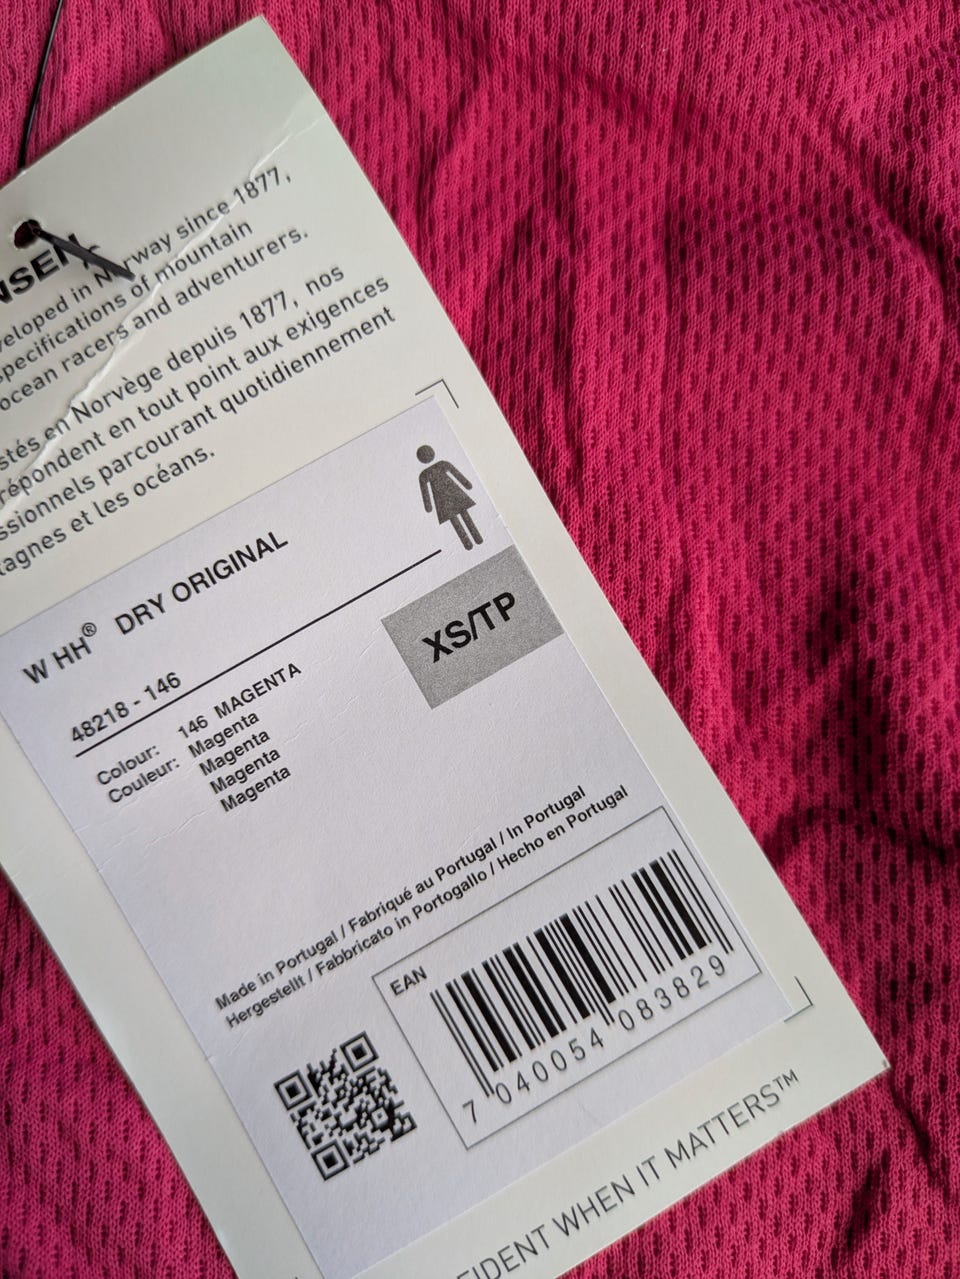 NSEN
veloped in Norway since 1877,
specifications of mountain
ocean racers and adventurers.
stés en Norvège depuis 1877, nos
répondent en tout point aux exigences
ssionnels parcourant quotidiennement
tagnes et les océans.
W HH® DRY ORIGINAL
48218 - 146
XS/TP
Colour: 146 MAGENTA
Couleur: Magenta
Magenta
Magenta
Magenta
Made in Portugal / Fabriqué au Portugal / In Portugal
Hergestellt / Fabbricato in Portogallo / Hecho en Portugal
EAN
7 040054 083829
FIDENT WHEN IT MATTERS™